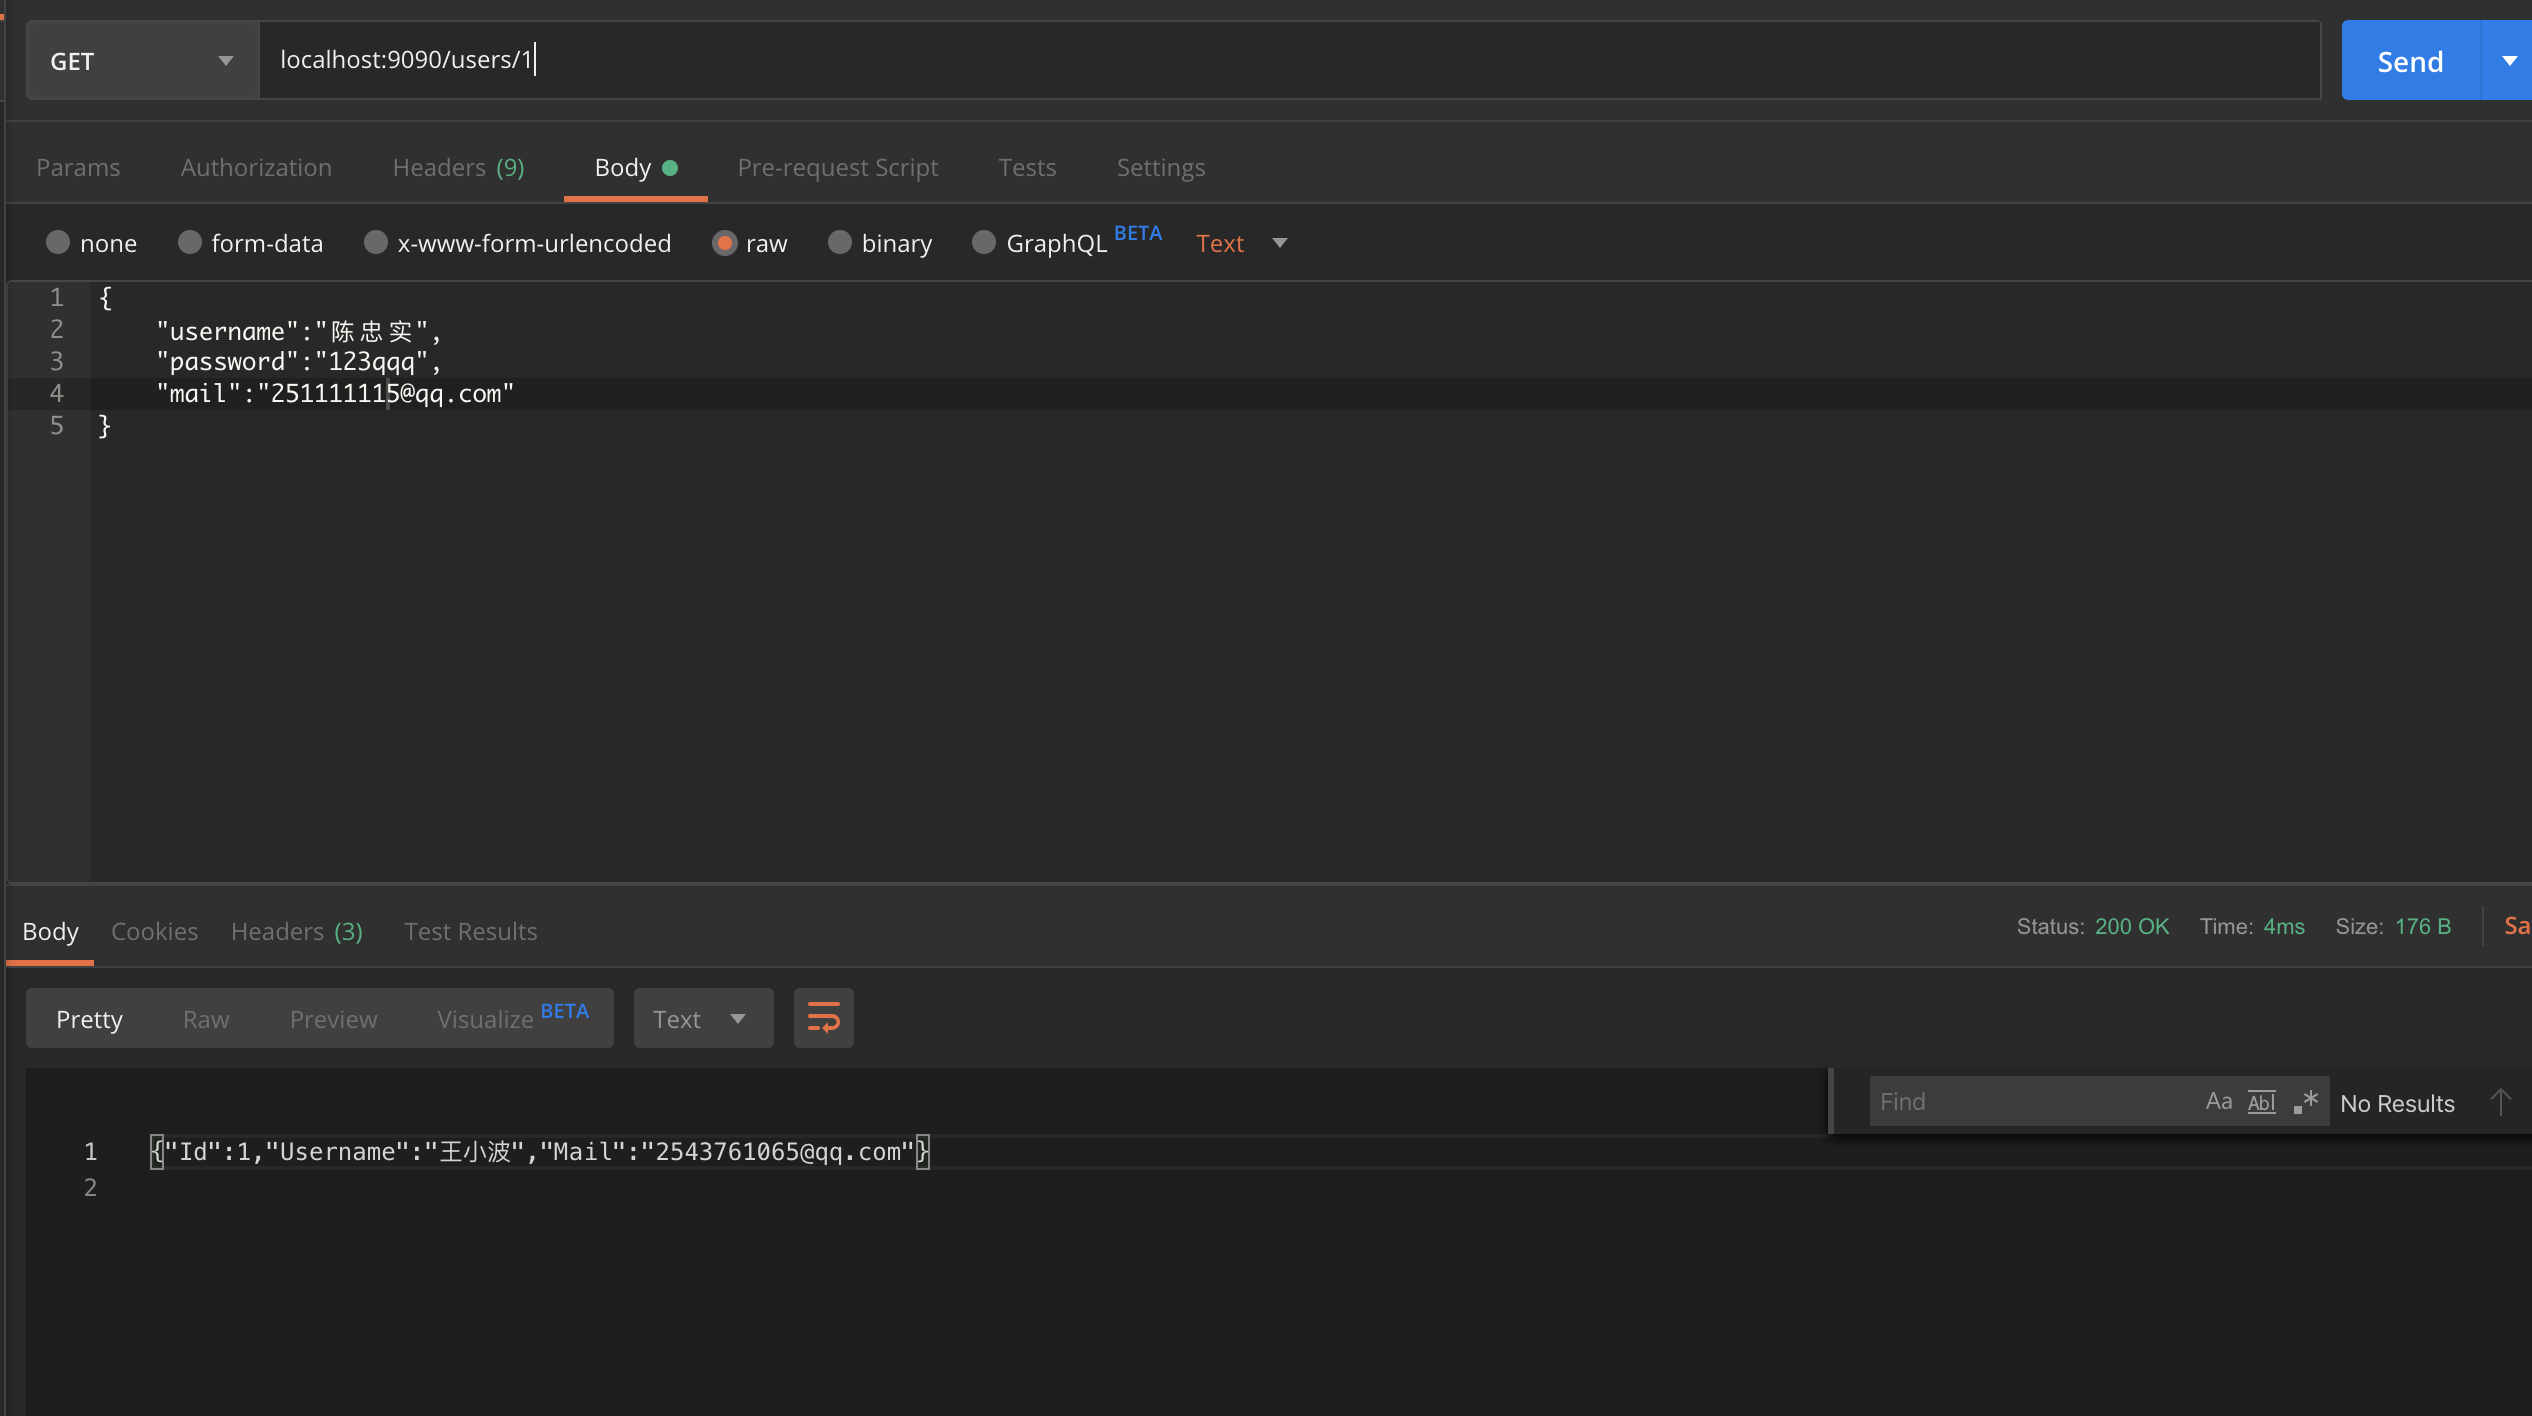 GET localhost:9090/users/1 Send
Params Authorization Headers (9) Body Pre-request Script Tests Settings
none form-data x-www-form-urlencoded raw binary GraphQL BETA Text
1 {
2 "username":"陈忠实",
3 "password":"123qqq",
4 "mail":"251111115@qq.com"
5 }
Body Cookies Headers (3) Test Results Status: 200 OK Time: 4ms Size: 176 B Sa
Pretty Raw Preview Visualize BETA Text
Find Aa Abl .* No Results
1 {"Id":1,"Username":"王小波","Mail":"2543761065@qq.com"}
2